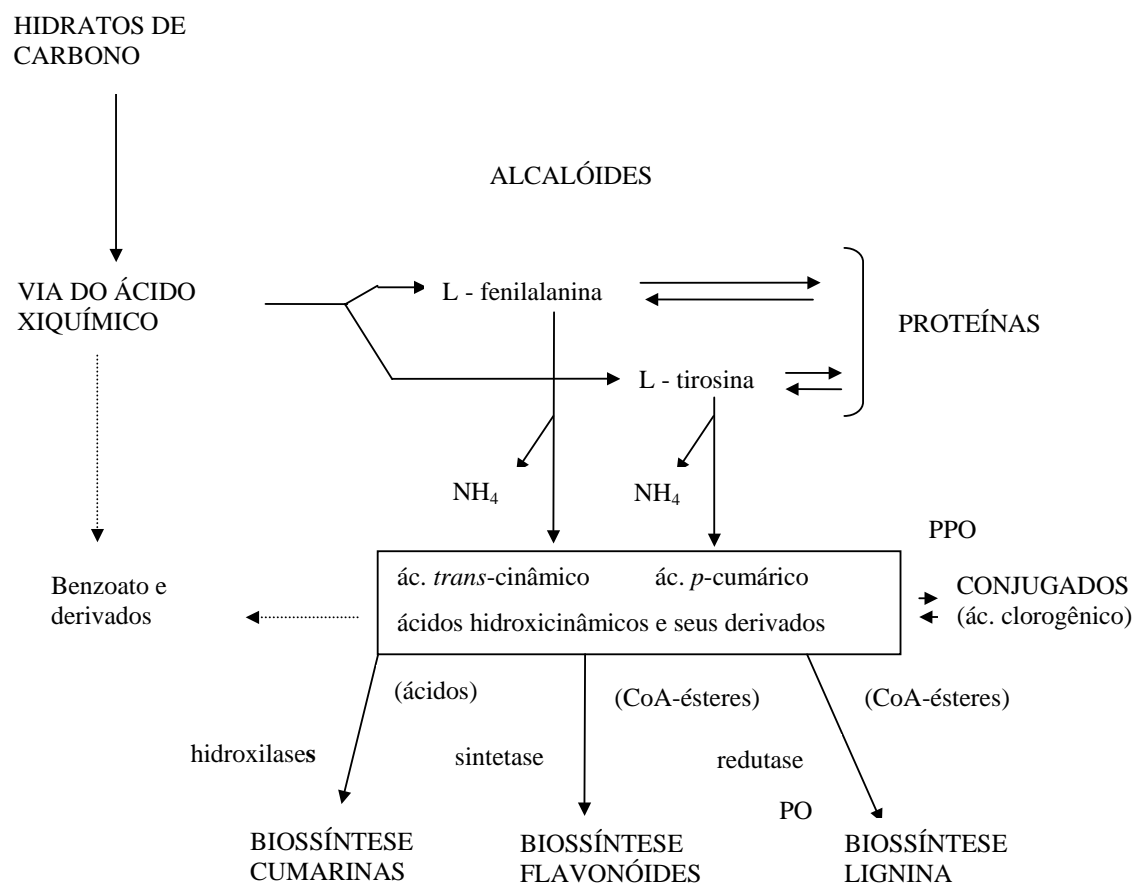 HIDRATOS DE
CARBONO
ALCALÓIDES
VIA DO ÁCIDO
XIQUÍMICO
L - fenilalanina
PROTEÍNAS
L - tirosina
NH₄
NH₄
PPO
Benzoato e
derivados
ác. trans-cinâmico ác. p-cumárico
ácidos hidroxicinâmicos e seus derivados
CONJUGADOS
(ác. clorogênico)
(ácidos)
(CoA-ésteres)
(CoA-ésteres)
hidroxilases
sintetase
redutase
PO
BIOSSÍNTESE
CUMARINAS
BIOSSÍNTESE
FLAVONÓIDES
BIOSSÍNTESE
LIGNINA